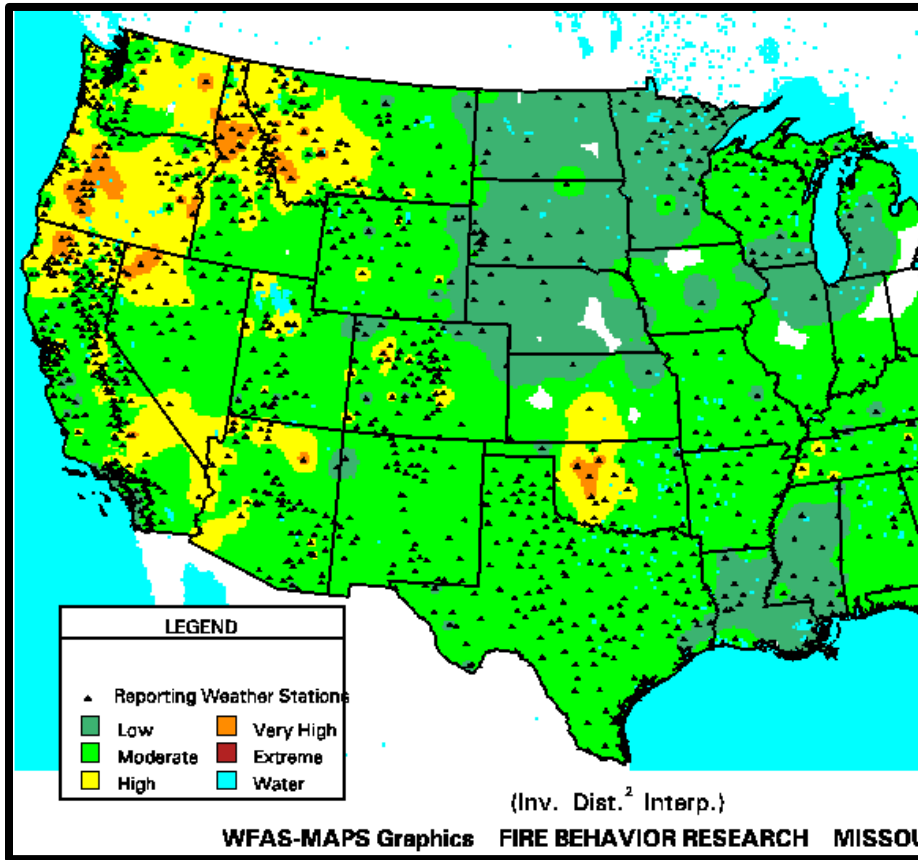 LEGEND
Reporting Weather Stations
Low
Very High
Moderate
Extreme
High
Water
(Inv. Dist.² Interp.)
WFAS-MAPS Graphics FIRE BEHAVIOR RESEARCH MISSOU